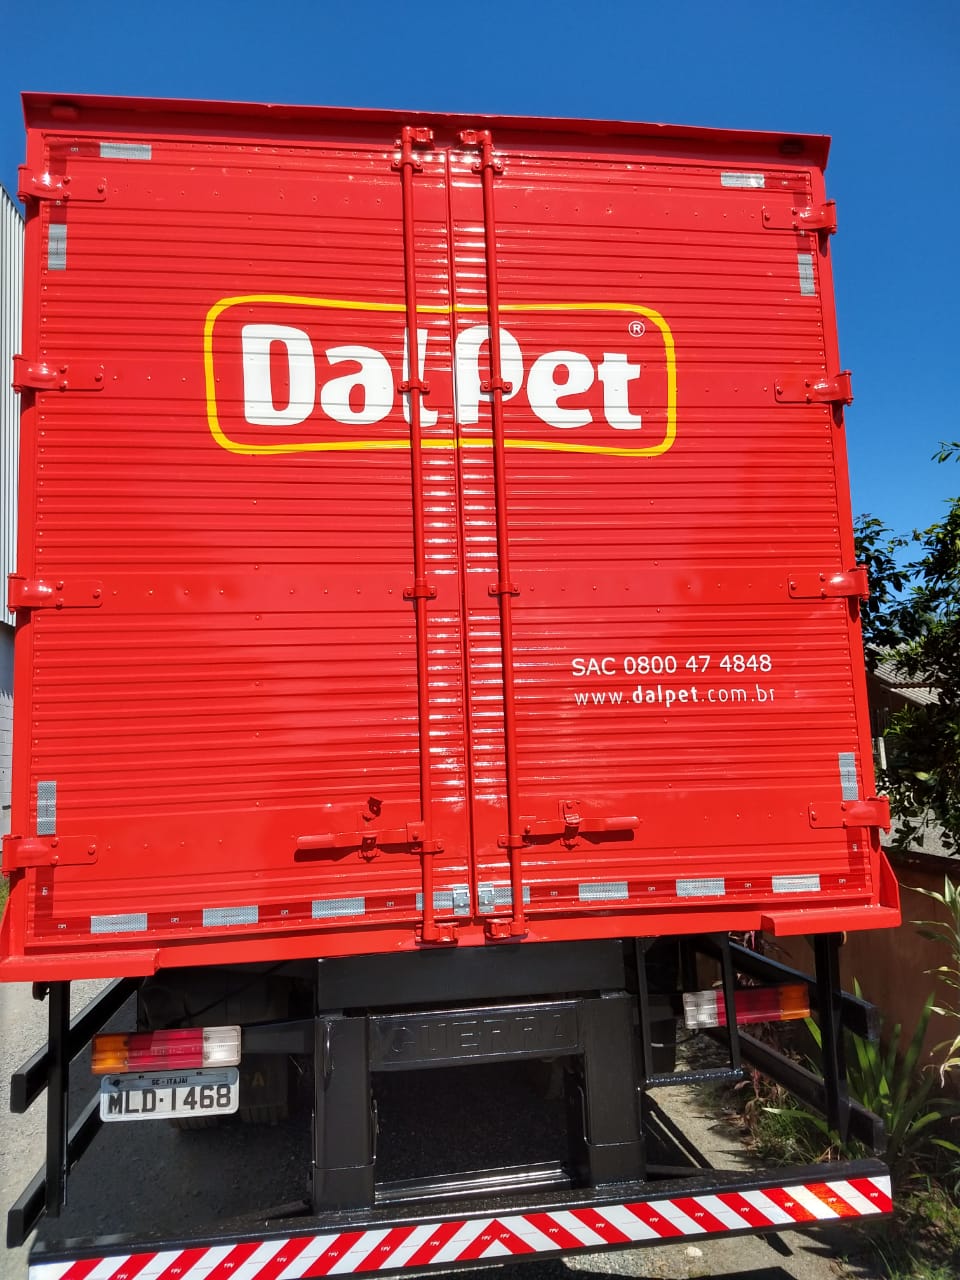 DalPet®
SAC 0800 47 4848
www.dalpet.com.br
GUERRA
SC - ITAJAI
MLD-1468